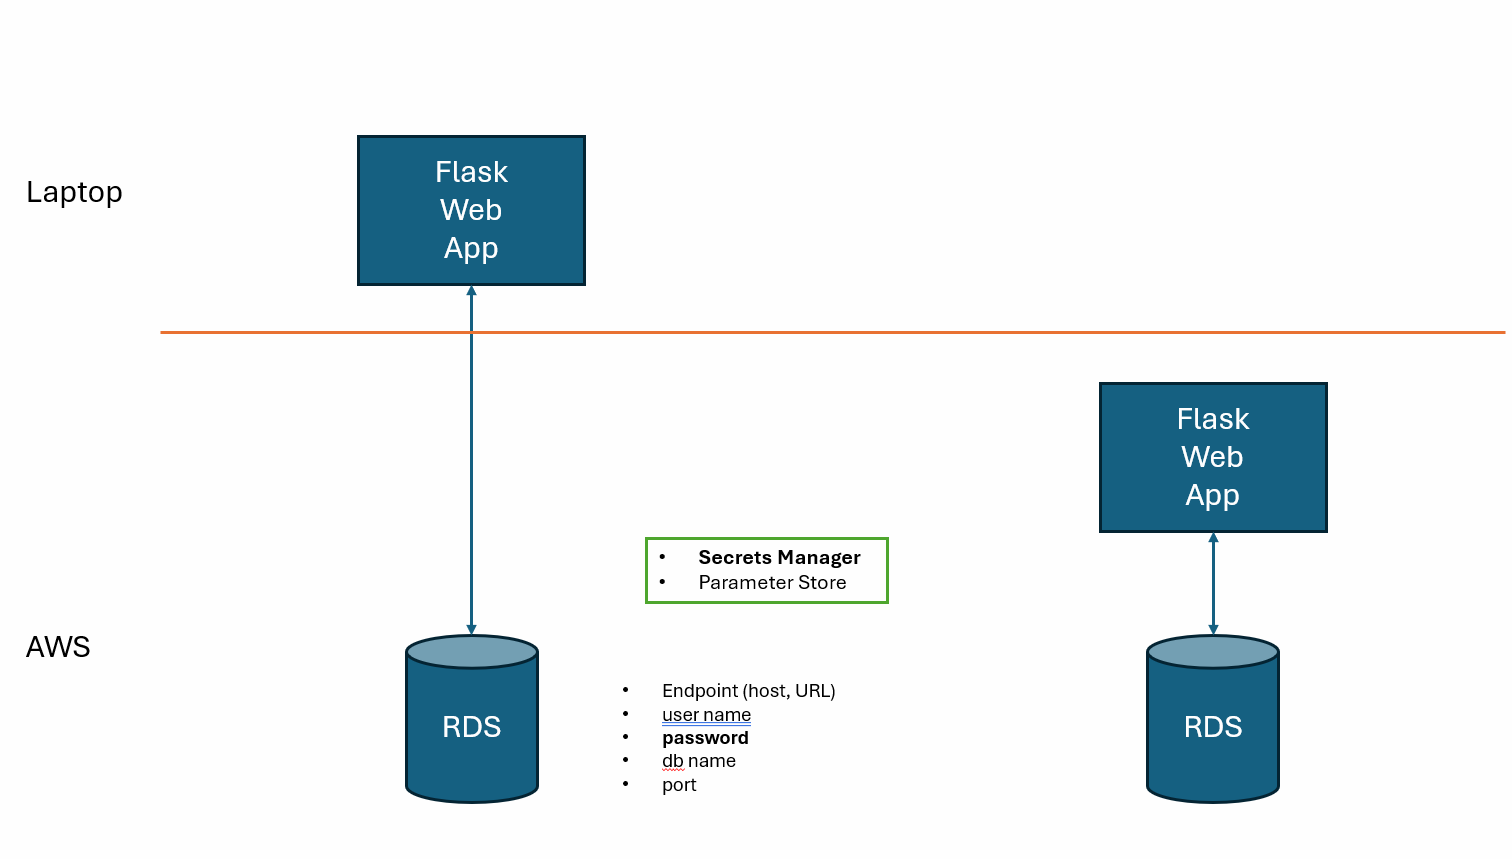 Laptop
Flask
Web
App
Flask
Web
App
• Secrets Manager
• Parameter Store
AWS
RDS
• Endpoint (host, URL)
• user name
• password
• db name
• port
RDS